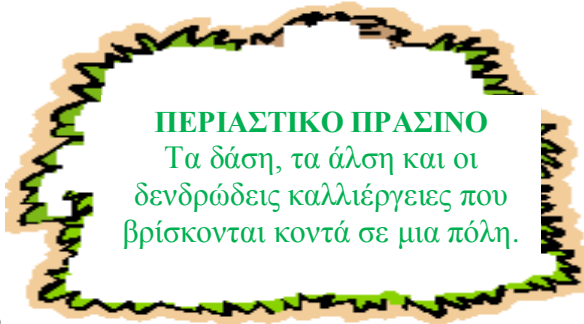 ΠΕΡΙΑΣΤΙΚΟ ΠΡΑΣΙΝΟ
Τα δάση, τα άλση και οι
δενδρώδεις καλλιέργειες που
βρίσκονται κοντά σε μια πόλη.